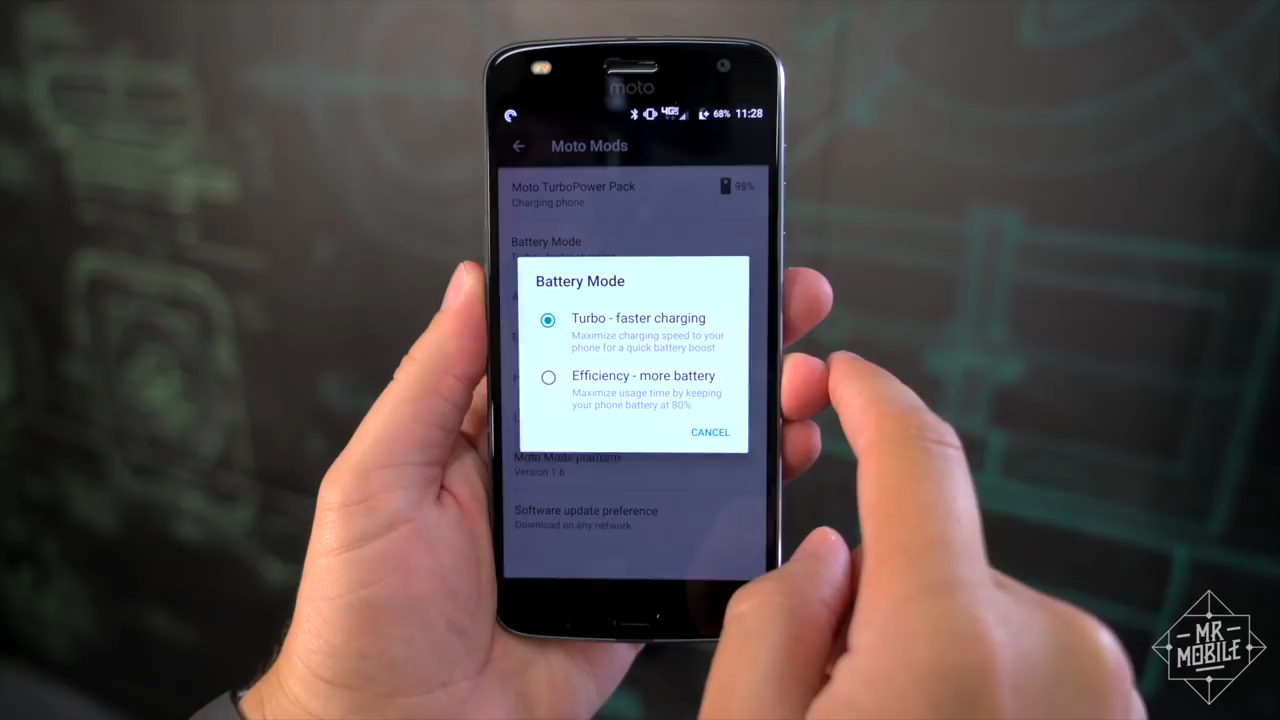 moto
4G 68% 11:28
Moto Mods
Moto TurboPower Pack
98%
Charging phone
Battery Mode
Battery Mode
Turbo - faster charging
Maximize charging speed to your
phone for a quick battery boost
Efficiency - more battery
Maximize usage time by keeping
your phone battery at 80%
CANCEL
Moto Mods platform
Version 1.6
Software update preference
Download on any network
MR
MOBILE